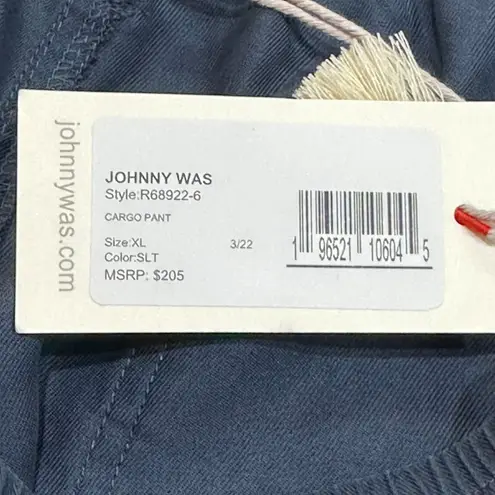 johnnywas.com
JOHNNY WAS
Style:R68922-6
CARGO PANT
Size:XL 3/22
Color:SLT
MSRP: $205
1 96521 10604 5